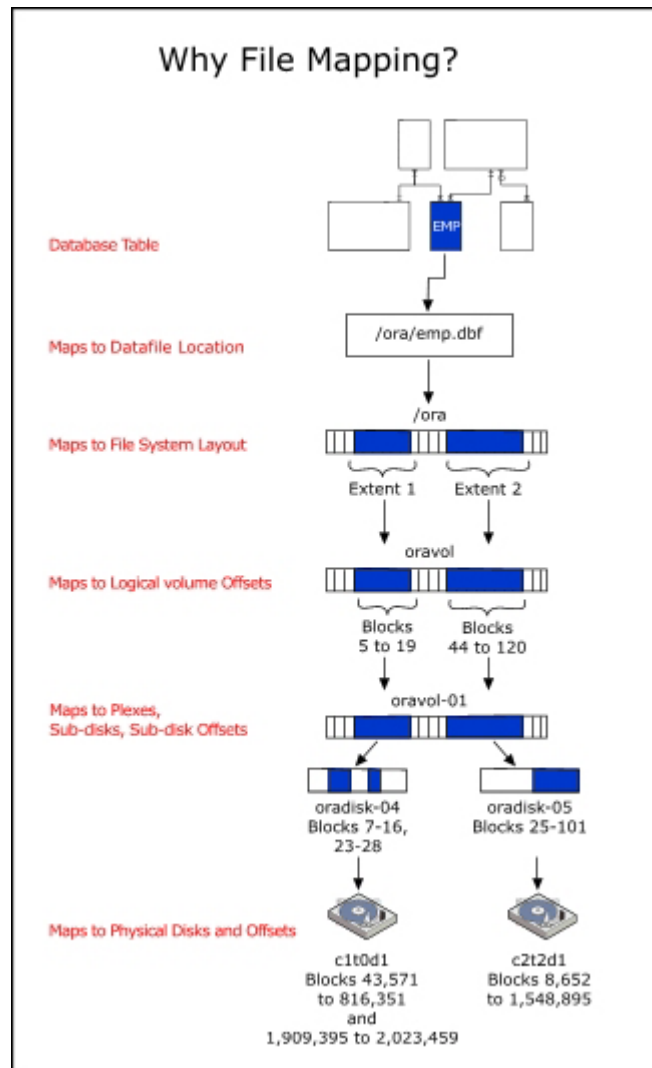 Why File Mapping?
EMP
Database Table
/ora/emp.dbf
Maps to Datafile Location
/ora
Maps to File System Layout
Extent 1 Extent 2
oravol
Maps to Logical volume Offsets
Blocks
5 to 19
Blocks
44 to 120
oravol-01
Maps to Plexes,
Sub-disks, Sub-disk Offsets
oradisk-04
Blocks 7-16,
23-28
oradisk-05
Blocks 25-101
Maps to Physical Disks and Offsets
c1t0d1
Blocks 43,571
to 816,351
and
1,909,395 to 2,023,459
c2t2d1
Blocks 8,652
to 1,548,895